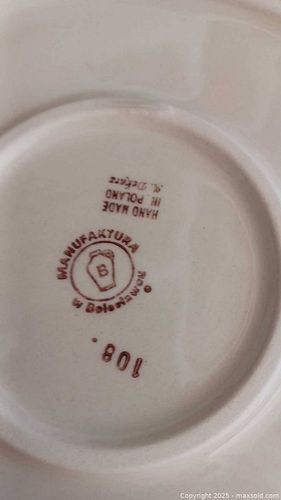 HAND MADE
IN POLAND
MANUFAKTURA
B
w Bolesławcu
©
108.
Copyright 2025 - maxsold.com